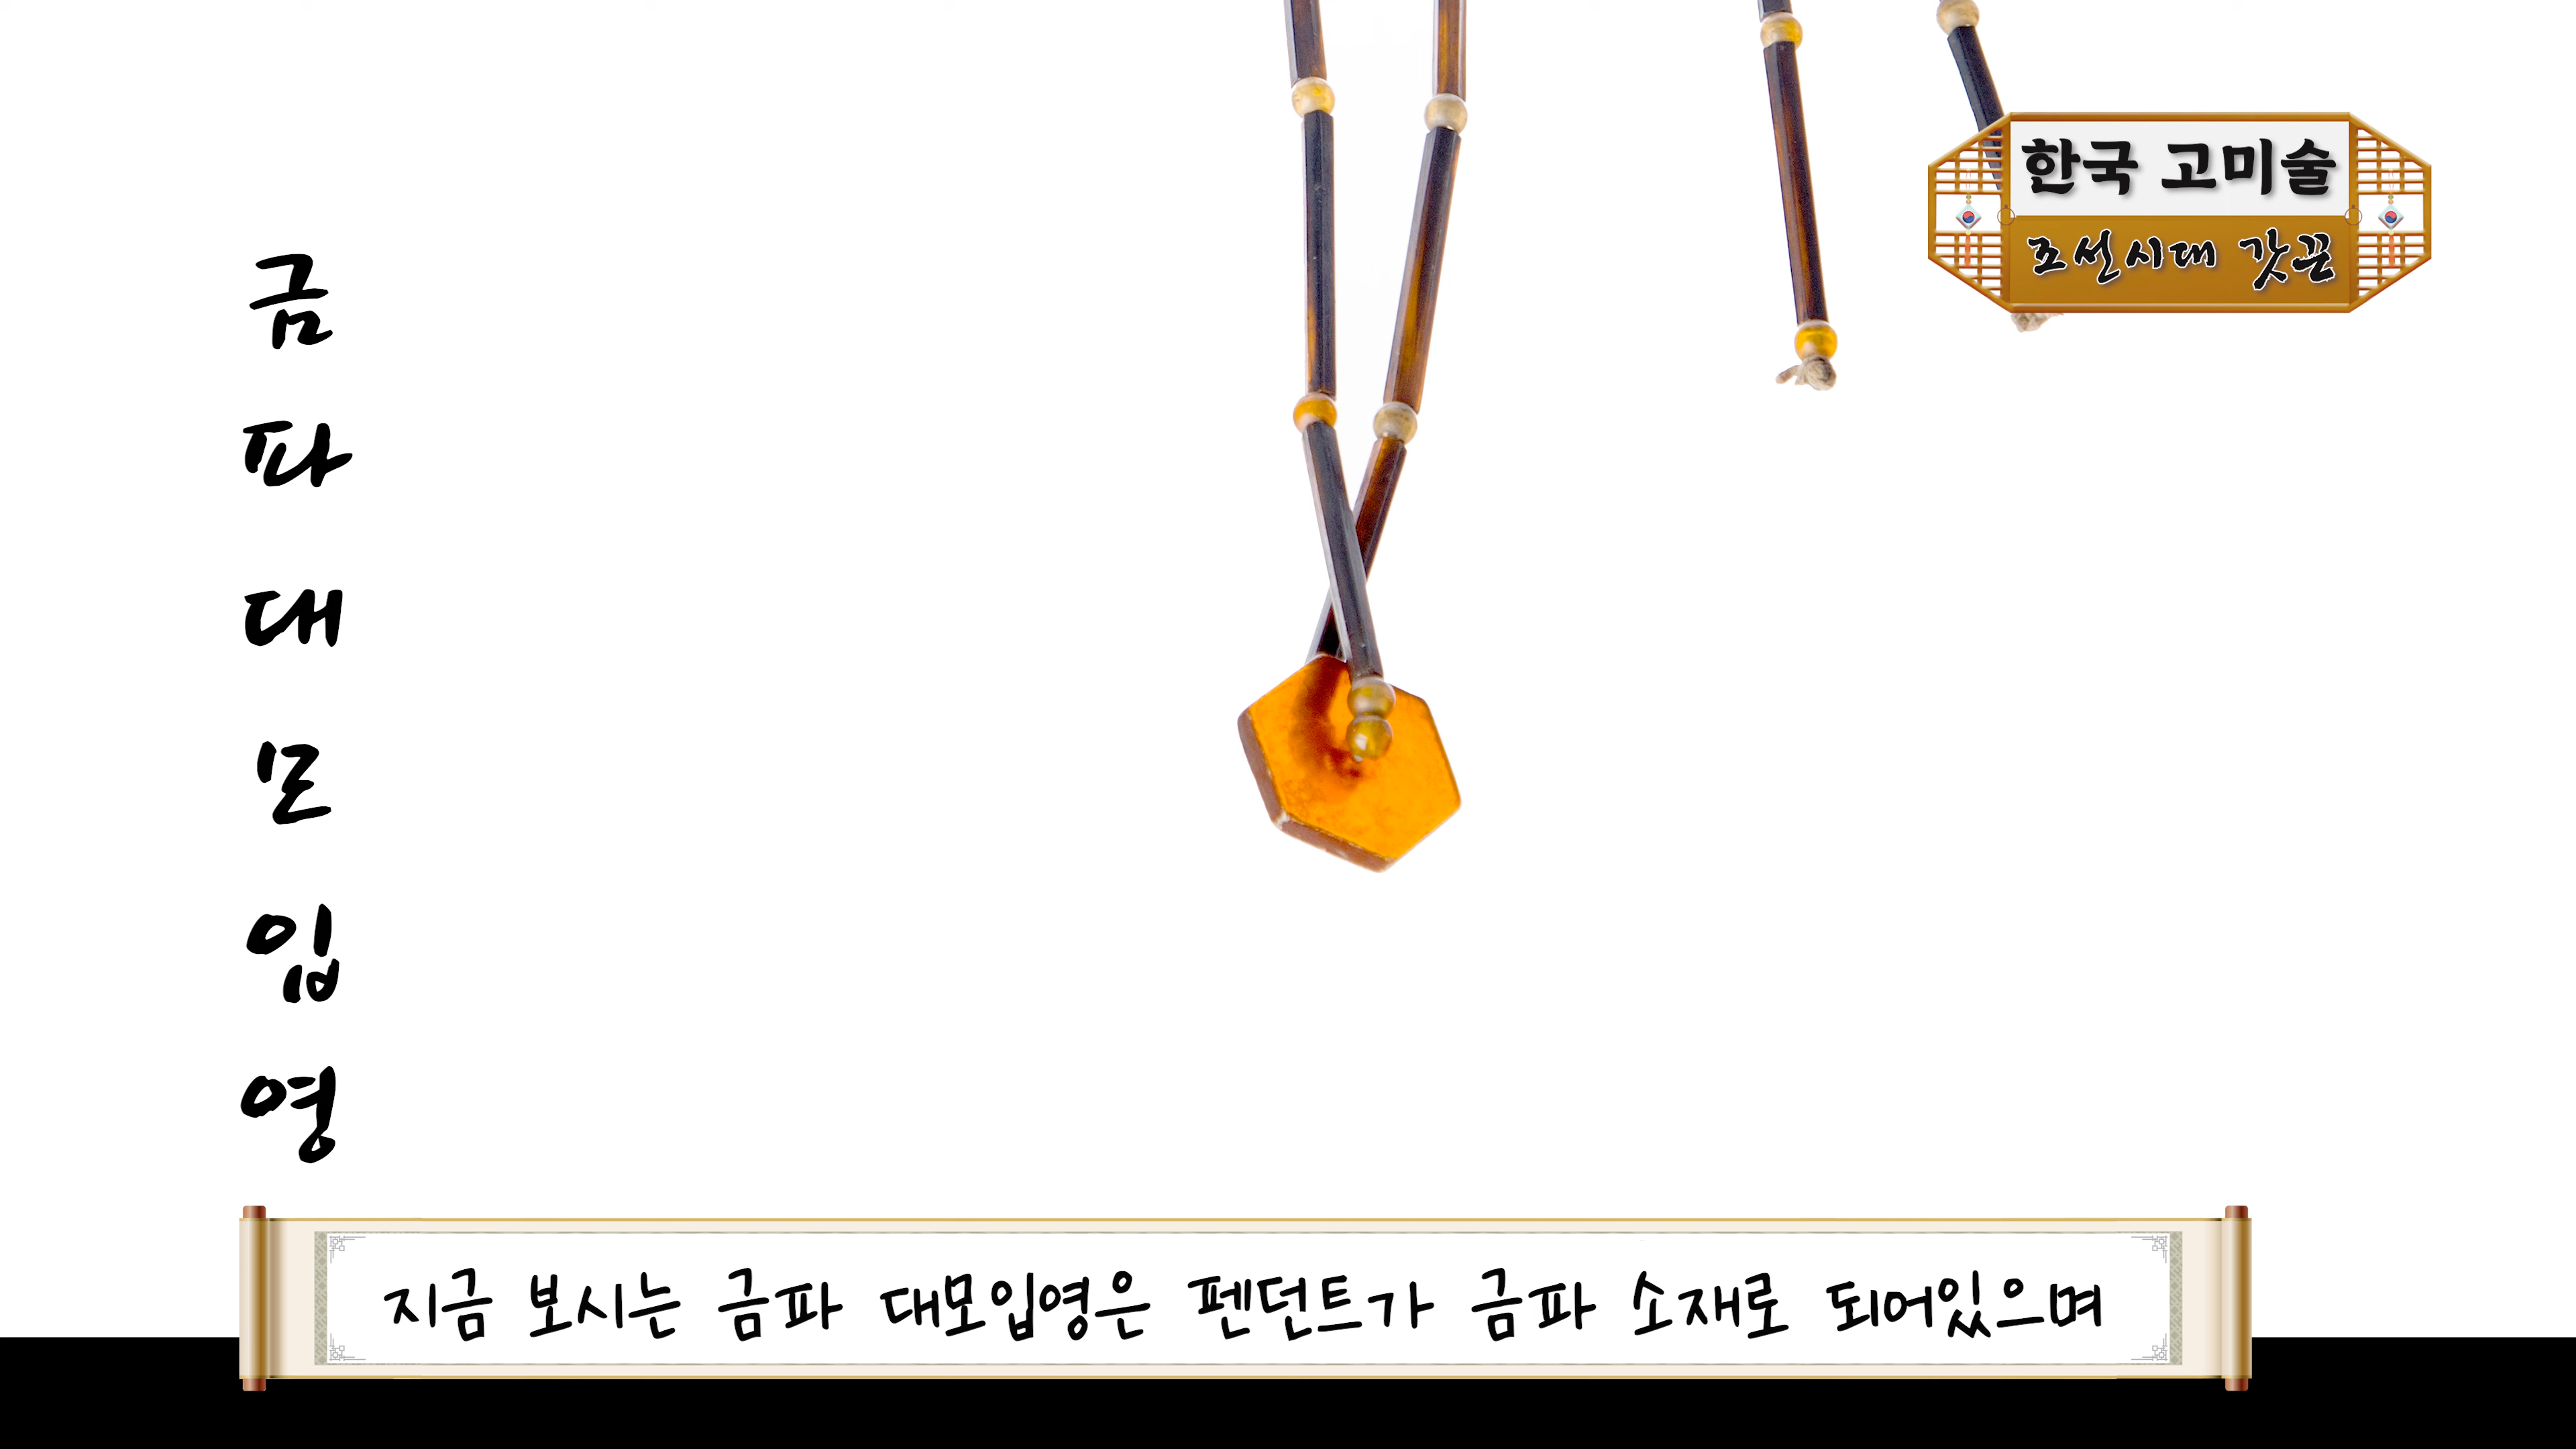 금
파
대
모
입
영
한국 고미술
조선시대 갓끈
지금 보시는 금파 대모입영은 펜던트가 금파 소재로 되어있으며